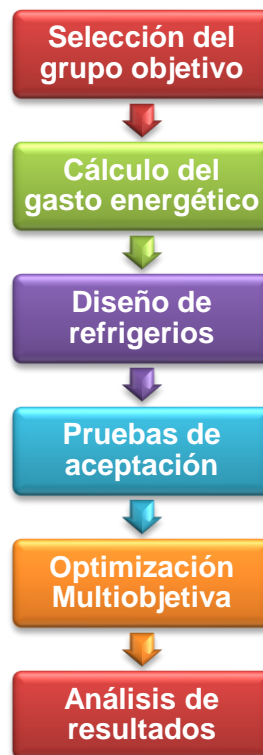 Selección del
grupo objetivo
Cálculo del
gasto energético
Diseño de
refrigerios
Pruebas de
aceptación
Optimización
Multiobjetiva
Análisis de
resultados